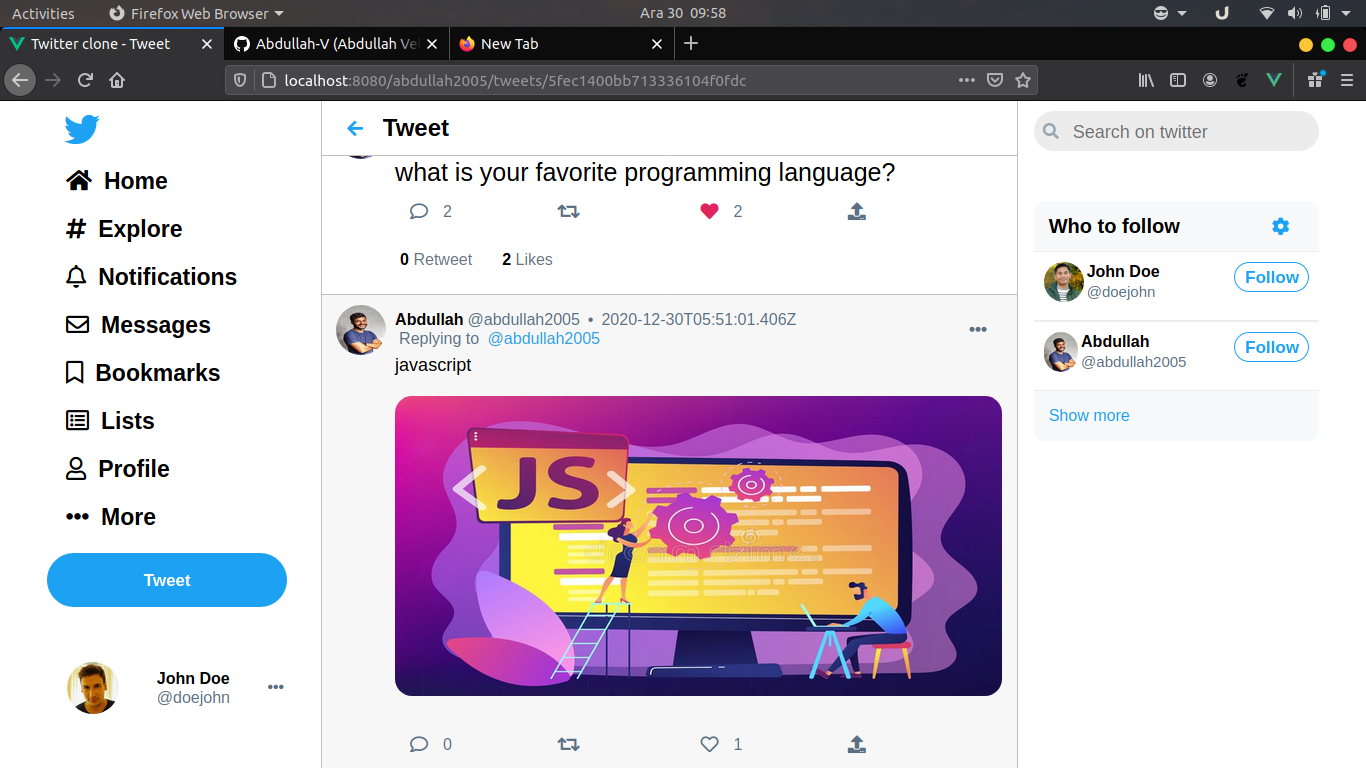 Activities
Firefox Web Browser
Ara 30 09:58
Twitter clone - Tweet
Abdullah-V (Abdullah Ve
New Tab
localhost:8080/abdullah2005/tweets/5fec1400bb713336104f0fdc
Home
Explore
Notifications
Messages
Bookmarks
Lists
Profile
More
Tweet
John Doe
@doejohn
Tweet
what is your favorite programming language?
2
2
0 Retweet
2 Likes
Abdullah @abdullah2005 • 2020-12-30T05:51:01.406Z
Replying to @abdullah2005
javascript
JS
0
1
Search on twitter
Who to follow
John Doe
@doejohn
Follow
Abdullah
@abdullah2005
Follow
Show more